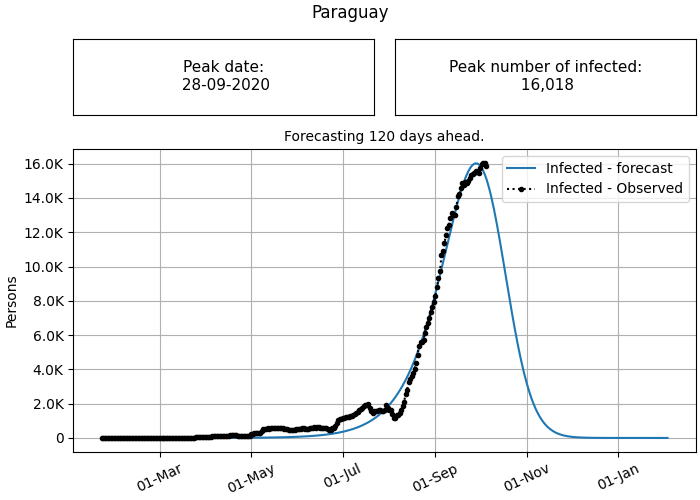 Paraguay
Peak date:
28-09-2020
Peak number of infected:
16,018
Forecasting 120 days ahead.
16.0K
14.0K
12.0K
10.0K
8.0K
6.0K
4.0K
2.0K
0
Persons
Infected - forecast
Infected - Observed
01-Mar
01-May
01-Jul
01-Sep
01-Nov
01-Jan